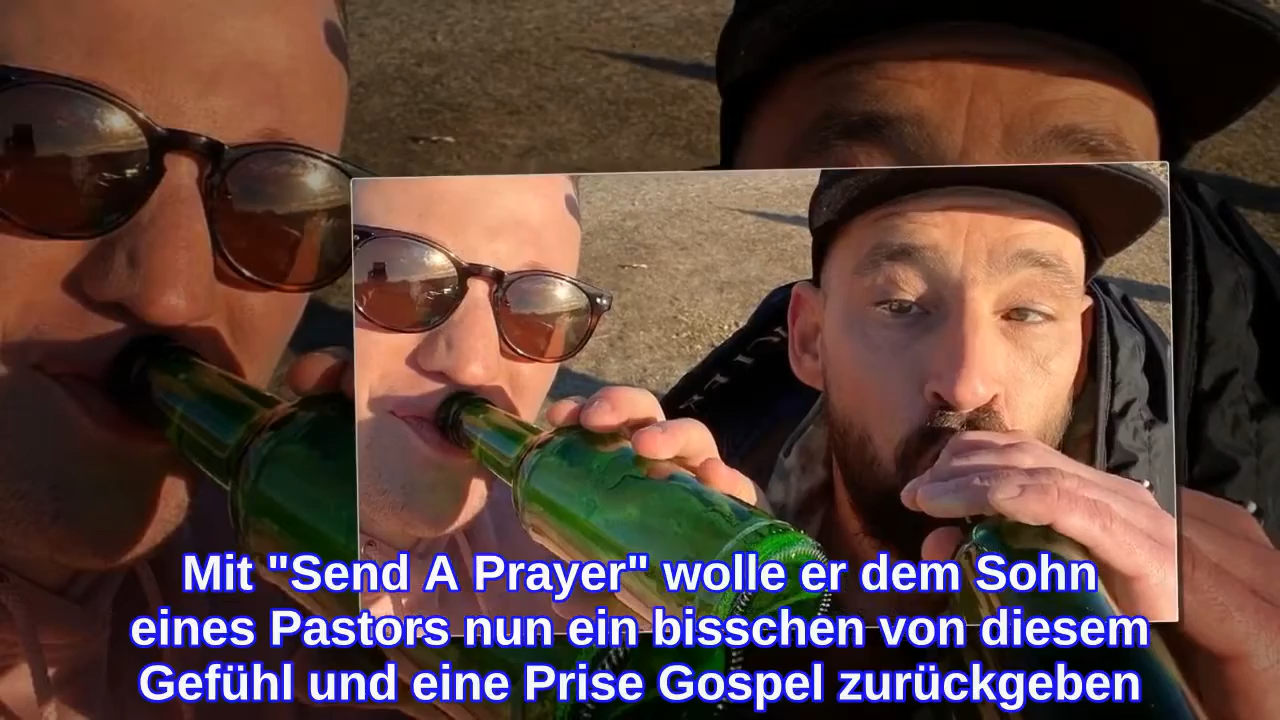 Mit "Send A Prayer" wolle er dem Sohn
eines Pastors nun ein bisschen von diesem
Gefühl und eine Prise Gospel zurückgeben